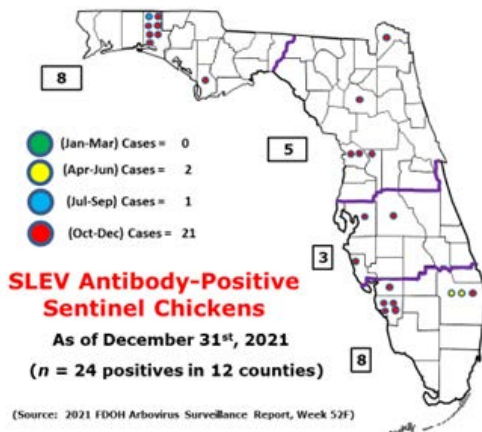 8
(Jan-Mar) Cases = 0
5
(Apr-Jun) Cases = 2
(Jul-Sep) Cases = 1
(Oct-Dec) Cases = 21
3
SLEV Antibody-Positive
Sentinel Chickens
As of December 31st, 2021
8
(n = 24 positives in 12 counties)
(Source: 2021 FDOH Arbovirus Surveillance Report, Week 52F)